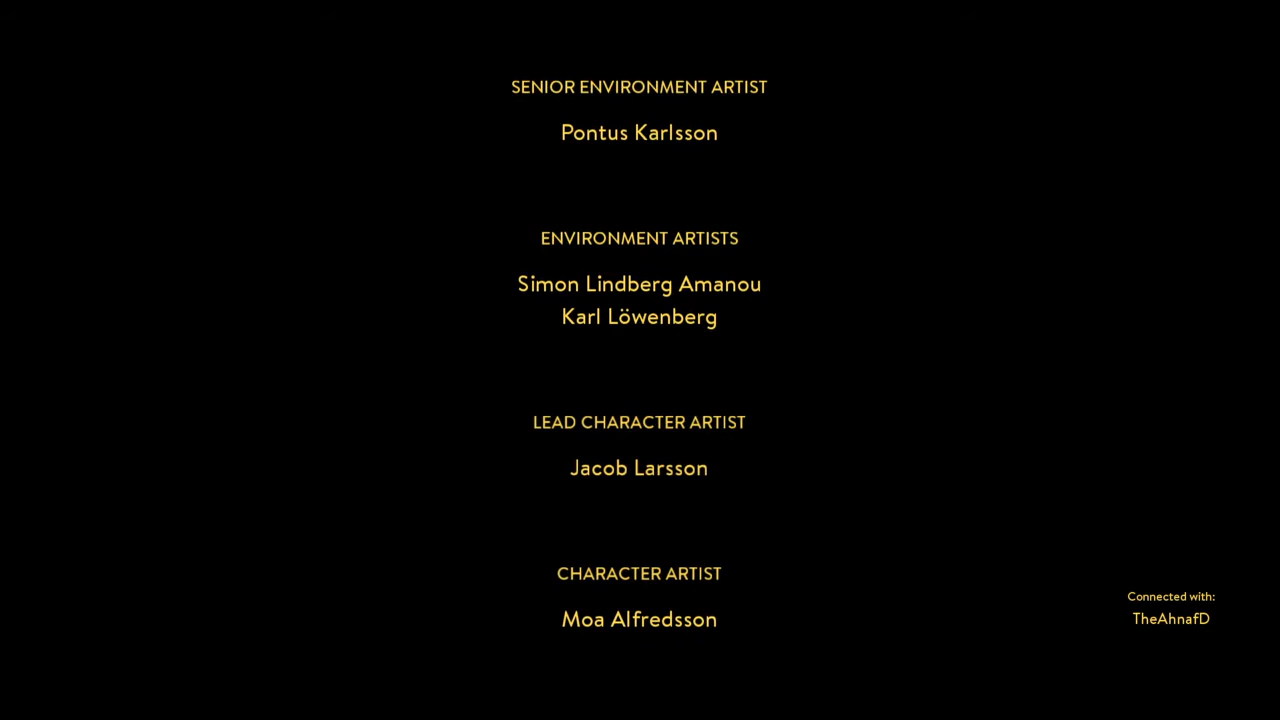 SENIOR ENVIRONMENT ARTIST
Pontus Karlsson
ENVIRONMENT ARTISTS
Simon Lindberg Amanou
Karl Löwenberg
LEAD CHARACTER ARTIST
Jacob Larsson
CHARACTER ARTIST
Moa Alfredsson
Connected with:
TheAhnafD